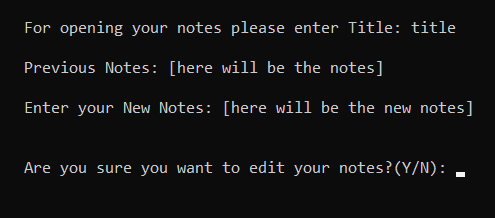 For opening your notes please enter Title: title
Previous Notes: [here will be the notes]
Enter your New Notes: [here will be the new notes]
Are you sure you want to edit your notes?(Y/N):